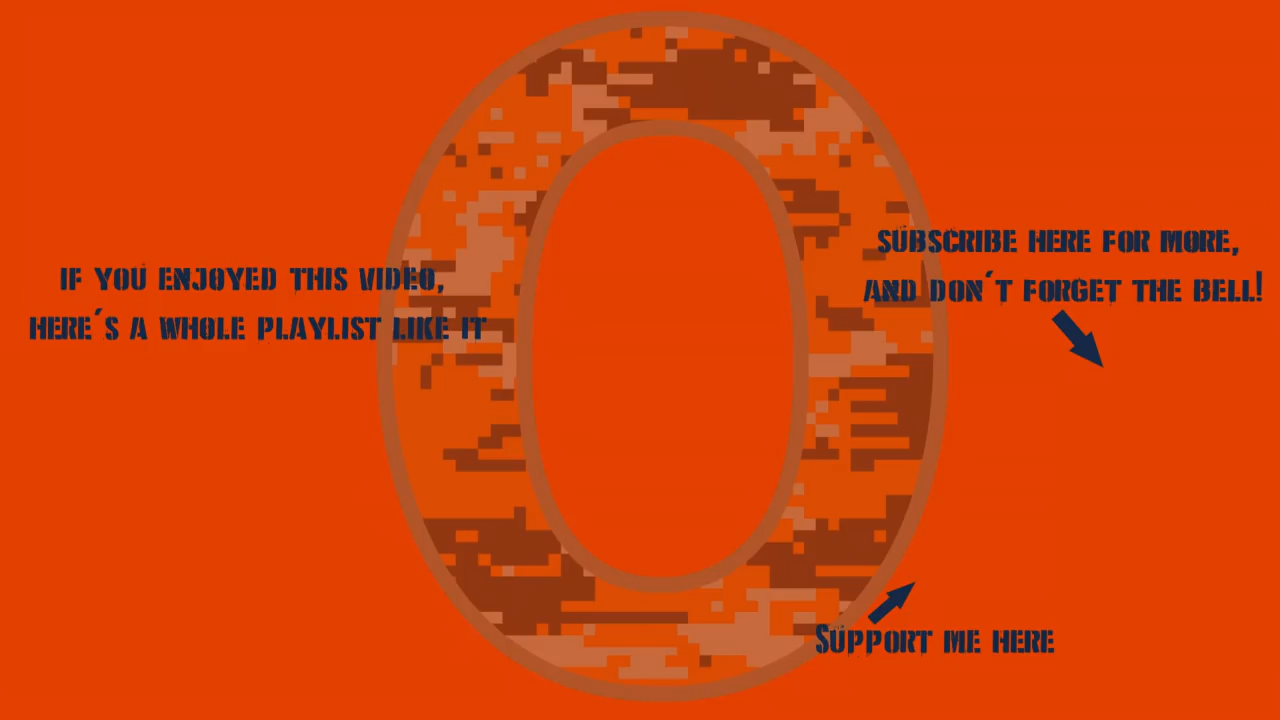 IF YOU ENJOYED THIS VIDEO,
HERE´S A WHOLE PLAYLIST LIKE IT
SUBSCRIBE HERE FOR MORE,
AND DON´T FORGET THE BELL!
SUPPORT ME HERE